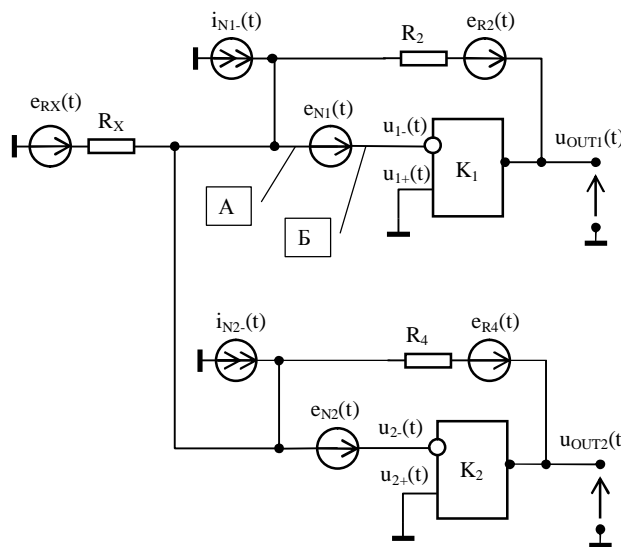 i_N1-(t)
R_2
e_R2(t)
e_RX(t)
R_X
e_N1(t)
u_1-(t)
u_1+(t)
K_1
u_OUT1(t)
А
Б
i_N2-(t)
R_4
e_R4(t)
e_N2(t)
u_2-(t)
u_2+(t)
K_2
u_OUT2(t)